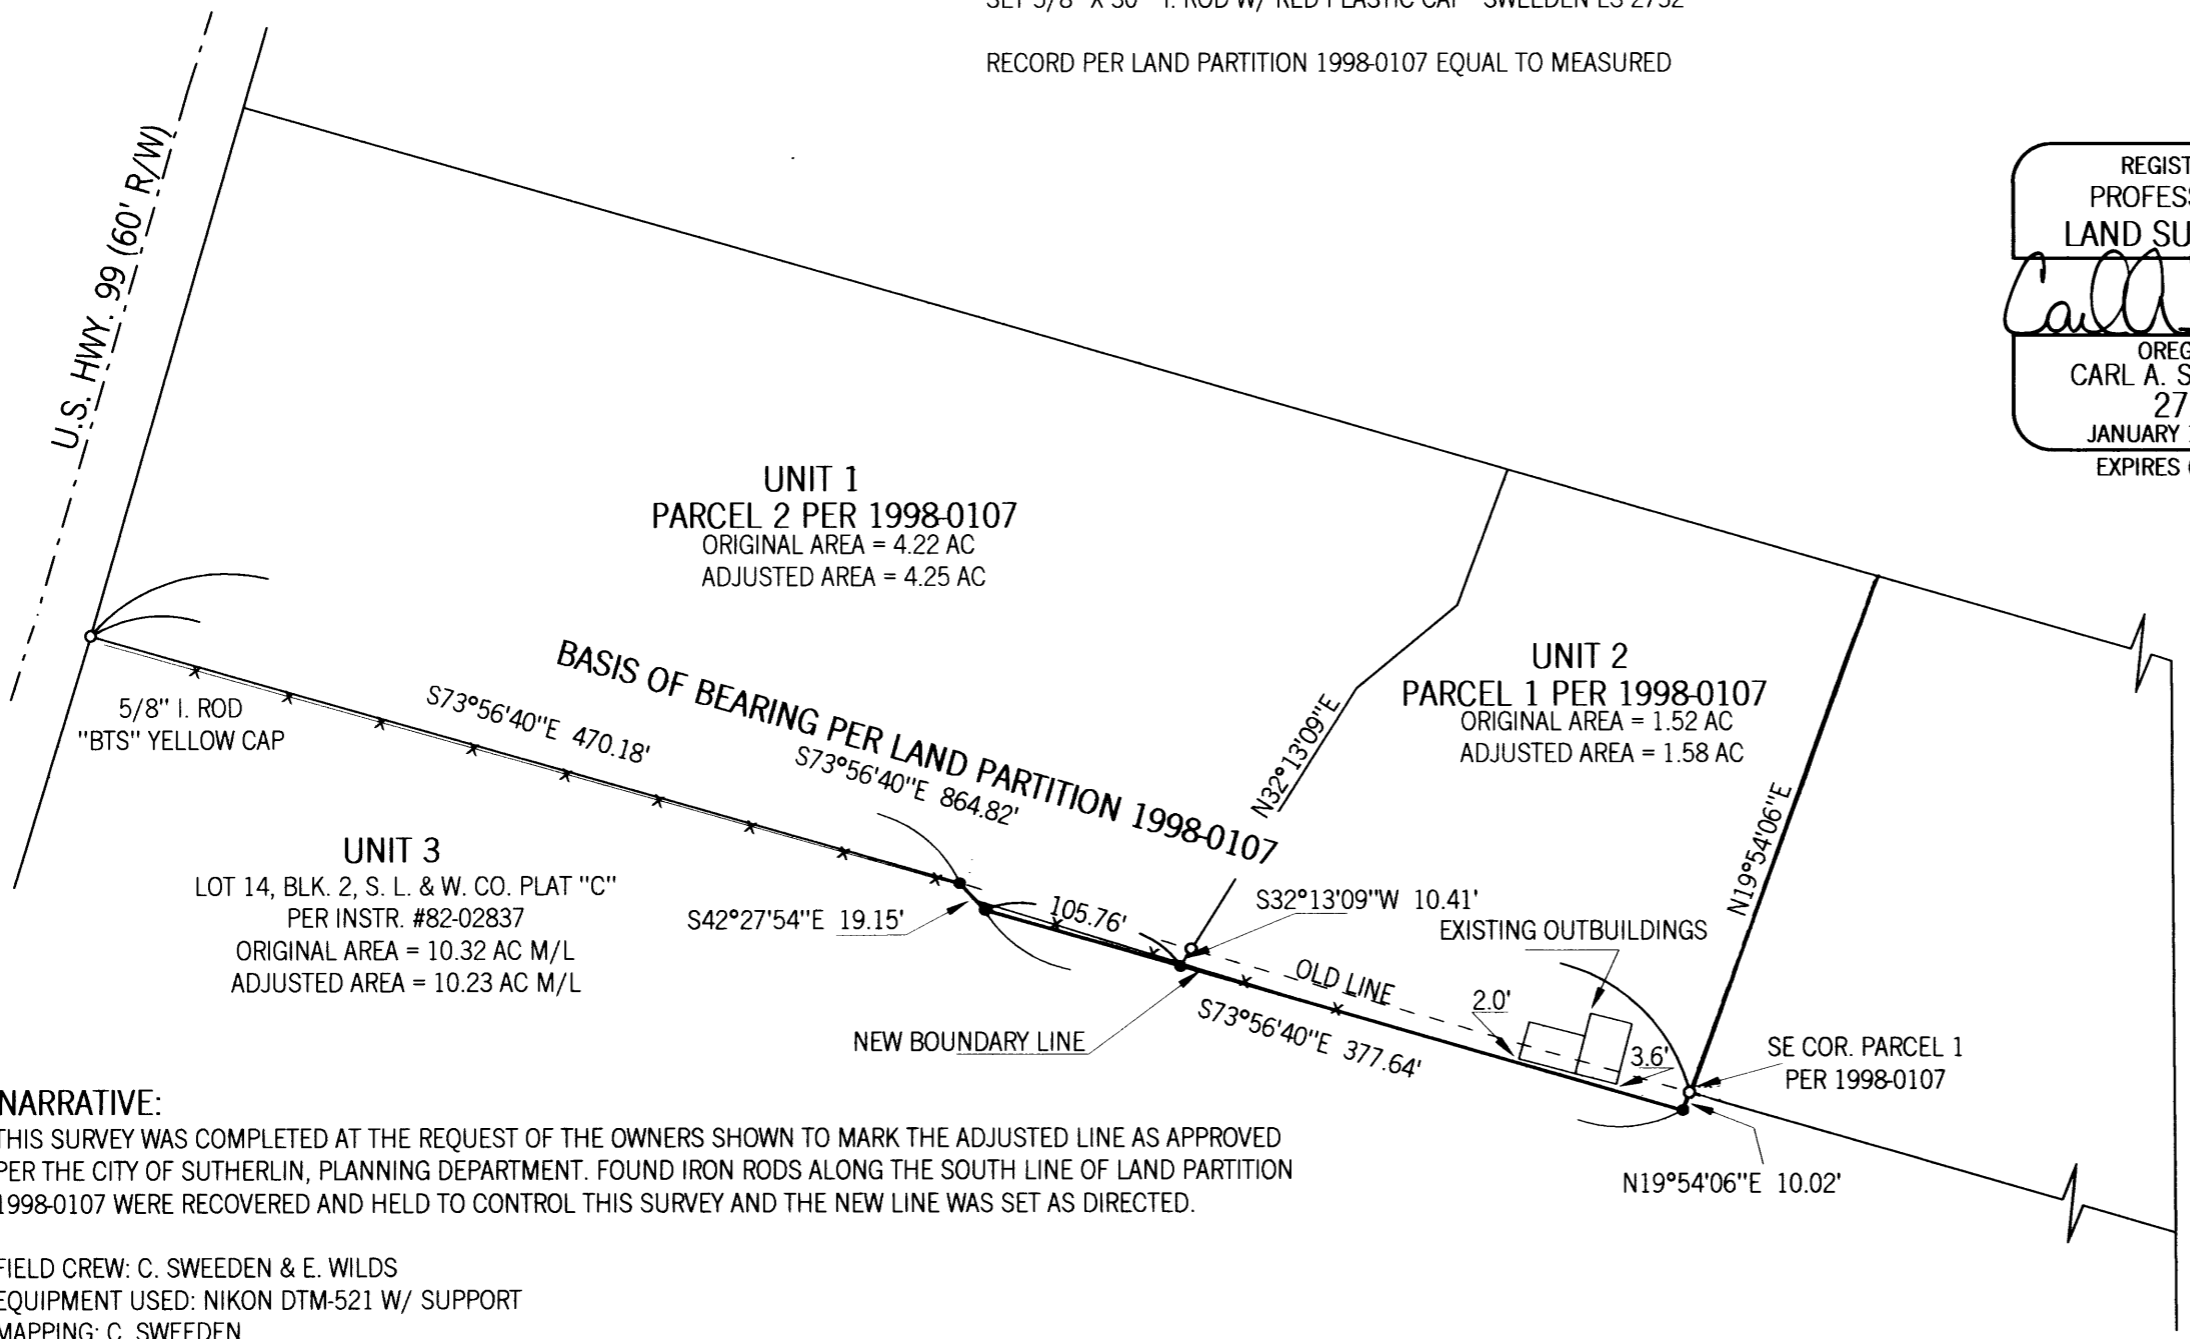 RECORD PER LAND PARTITION 1998-0107 EQUAL TO MEASURED
U.S. HWY. 99 (60' R/W)
REGIST
PROFESS
LAND SU
OREG
CARL A. S
27
JANUARY
EXPIRES
UNIT 1
PARCEL 2 PER 1998-0107
ORIGINAL AREA = 4.22 AC
ADJUSTED AREA = 4.25 AC
UNIT 2
PARCEL 1 PER 1998-0107
ORIGINAL AREA = 1.52 AC
ADJUSTED AREA = 1.58 AC
BASIS OF BEARING PER LAND PARTITION 1998-0107
S73°56'40"E 864.82'
S73°56'40"E 470.18'
5/8" I. ROD
"BTS" YELLOW CAP
N32°13'09"E
N19°54'06"E
UNIT 3
LOT 14, BLK. 2, S. L. & W. CO. PLAT "C"
PER INSTR. #82-02837
ORIGINAL AREA = 10.32 AC M/L
ADJUSTED AREA = 10.23 AC M/L
S42°27'54"E 19.15'
105.76'
S32°13'09"W 10.41'
EXISTING OUTBUILDINGS
OLD LINE
2.0'
3.6'
NEW BOUNDARY LINE
S73°56'40"E 377.64'
SE COR. PARCEL 1
PER 1998-0107
N19°54'06"E 10.02'
NARRATIVE:
THIS SURVEY WAS COMPLETED AT THE REQUEST OF THE OWNERS SHOWN TO MARK THE ADJUSTED LINE AS APPROVED
PER THE CITY OF SUTHERLIN, PLANNING DEPARTMENT. FOUND IRON RODS ALONG THE SOUTH LINE OF LAND PARTITION
1998-0107 WERE RECOVERED AND HELD TO CONTROL THIS SURVEY AND THE NEW LINE WAS SET AS DIRECTED.
FIELD CREW: C. SWEEDEN & E. WILDS
EQUIPMENT USED: NIKON DTM-521 W/ SUPPORT
MAPPING: C. SWEEDEN